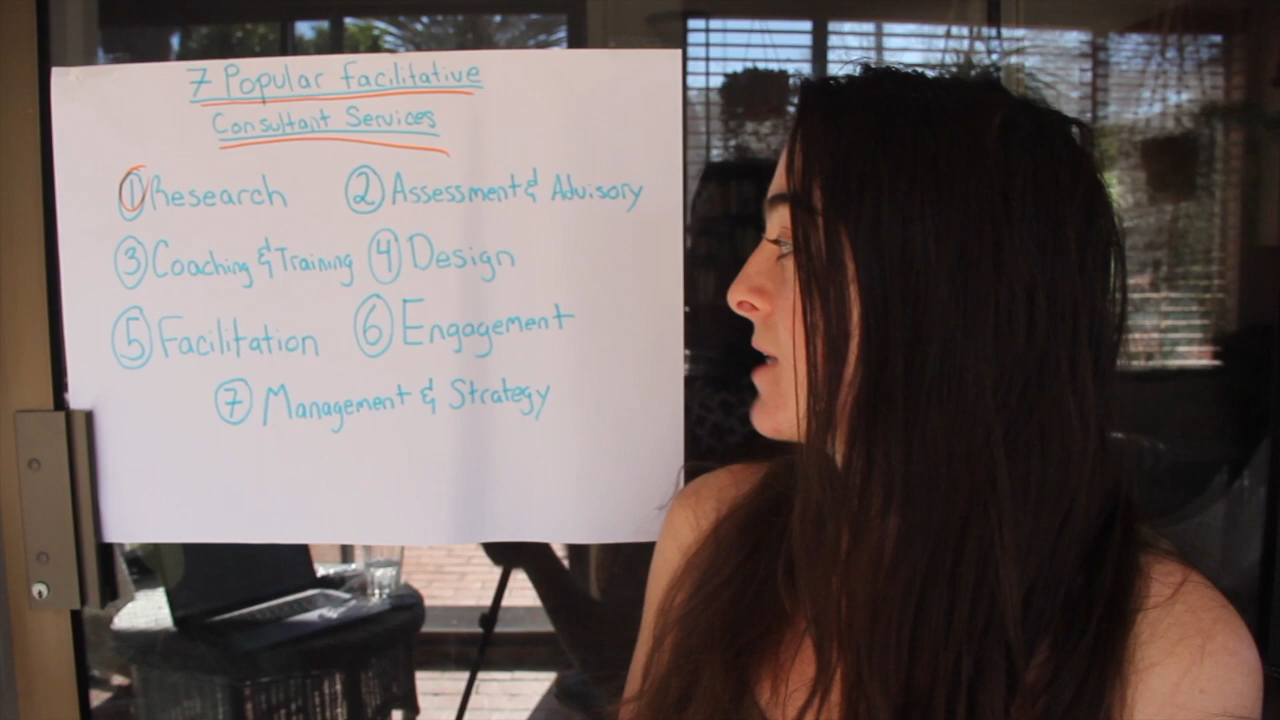 7 Popular Facilitative
Consultant Services
1 Research 2 Assessment & Advisory
3 Coaching & Training 4 Design
5 Facilitation 6 Engagement
7 Management & Strategy